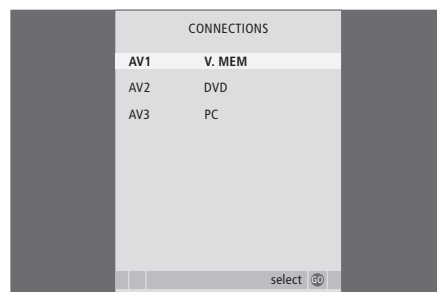 CONNECTIONS
AV1 V. MEM
AV2 DVD
AV3 PC
select GO